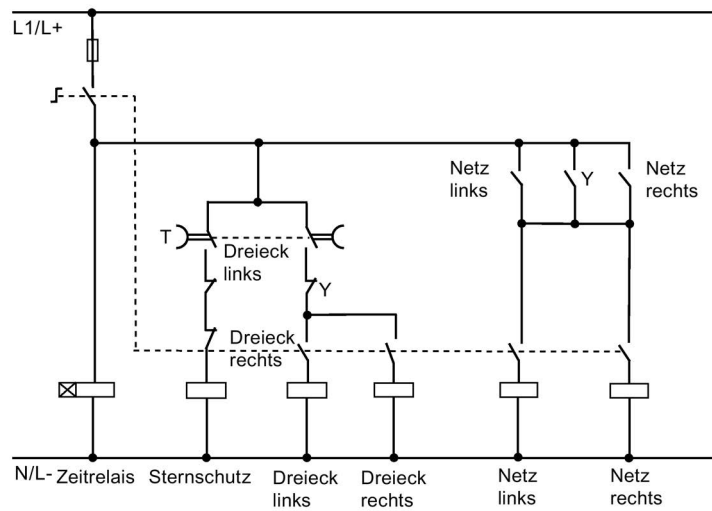 L1/L+
Netz
links
Y
Netz
rechts
T
Dreieck
links
Y
Dreieck
rechts
N/L-
Zeitrelais
Sternschutz
Dreieck
links
Dreieck
rechts
Netz
links
Netz
rechts